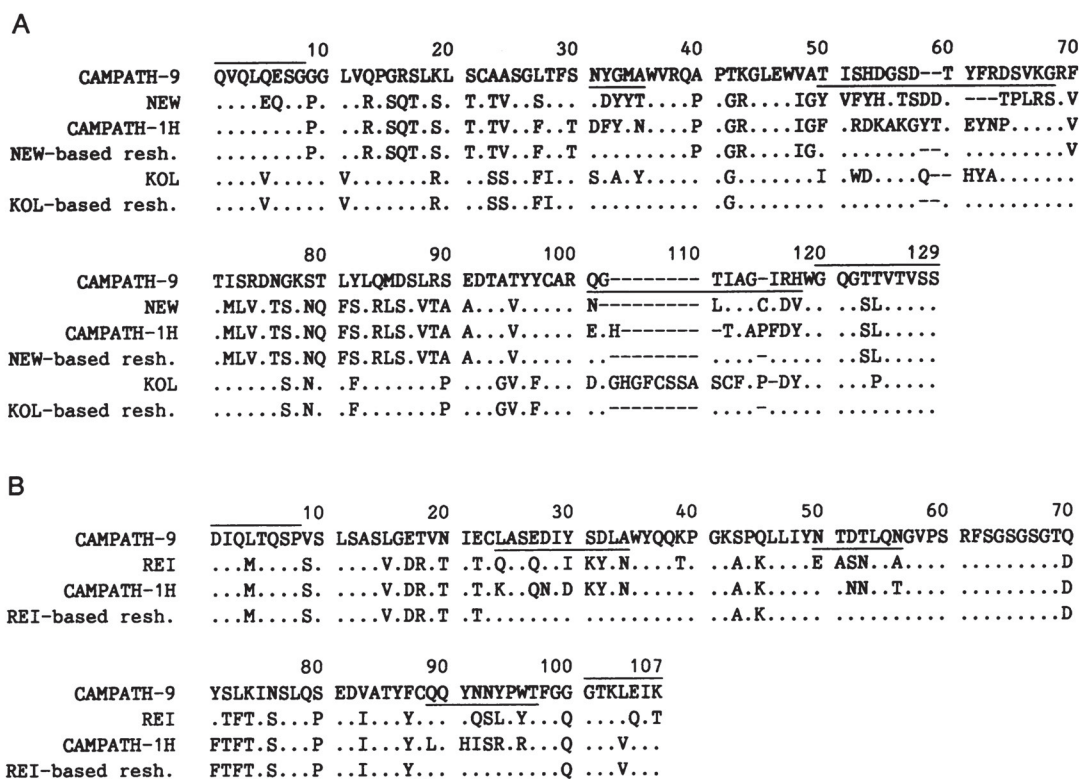 A
10 20 30 40 50 60 70
CAMPATH-9 QVQLQESGGG LVQPGRSLKL SCAASGLTFS NYGMAWVRQA PTKGLEWVAT ISHDGSD--T YFRDSVKGRF
NEW ....EQ..P. ..R.SQT.S. T.TV..S... .DYYT...P. .GR....IGY VFYH.TSDD. ---TPLRS.V
CAMPATH-1H ........P. ..R.SQT.S. T.TV..F..T DFY.N...P. .GR....IGF .RDKAKGYT. EYNP.....V
NEW-based resh. ........P. ..R.SQT.S. T.TV..F..T .........P. .GR....IG. .......--. .........V
KOL ....V..... V.......R. ..SS..FI.. S.A.Y..... .G.......I .WD....Q-- HYA.......
KOL-based resh. ....V..... V.......R. ..SS..FI.. .......... .G........ .......--. ..........
80 90 100 110 120 129
CAMPATH-9 TISRDNGKST LYLQMDSLRS EDTATYYCAR QG-------- TIAG-IRHWG QGTTVTVSS
NEW .MLV.TS.NQ FS.RLS.VTA A...V..... N--------- L...C.DV.. ...SL....
CAMPATH-1H .MLV.TS.NQ FS.RLS.VTA A...V..... E.H------- -T.APFDY.. ...SL....
NEW-based resh. .MLV.TS.NQ FS.RLS.VTA A...V..... ..-------- ....-..... ...SL....
KOL ......S.N. .F.......P ...GV.F... D.GHGFCSSA SCF.P-DY.. ....P....
KOL-based resh. ......S.N. .F.......P ...GV.F... ..-------- ....-..... .........
B
10 20 30 40 50 60 70
CAMPATH-9 DIQLTQSPVS LSASLGETVN IECLASEDIY SDLAWYQQKP GKSPQLLIYN TDTLQNGVPS RFSGSGSGTQ
REI ...M....S. ....V.DR.T .T.Q..Q..I KY.N....T. ...A.K...E ASN..A.... .........D
CAMPATH-1H ...M....S. ....V.DR.T .T.K..QN.D KY.N...... ...A.K.... .NN..T.... .........D
REI-based resh. ...M....S. ....V.DR.T .T........ .......... ...A.K.... .......... .........D
80 90 100 107
CAMPATH-9 YSLKINSLQS EDVATYFCQQ YNNYPWTFGG GTKLEIK
REI .TFT.S...P ..I...Y... .QSL.Y...Q ....Q.T
CAMPATH-1H FTFT.S...P ..I...Y.L. HISR.R...Q ...V...
REI-based resh. FTFT.S...P ..I...Y... .........Q ...V...